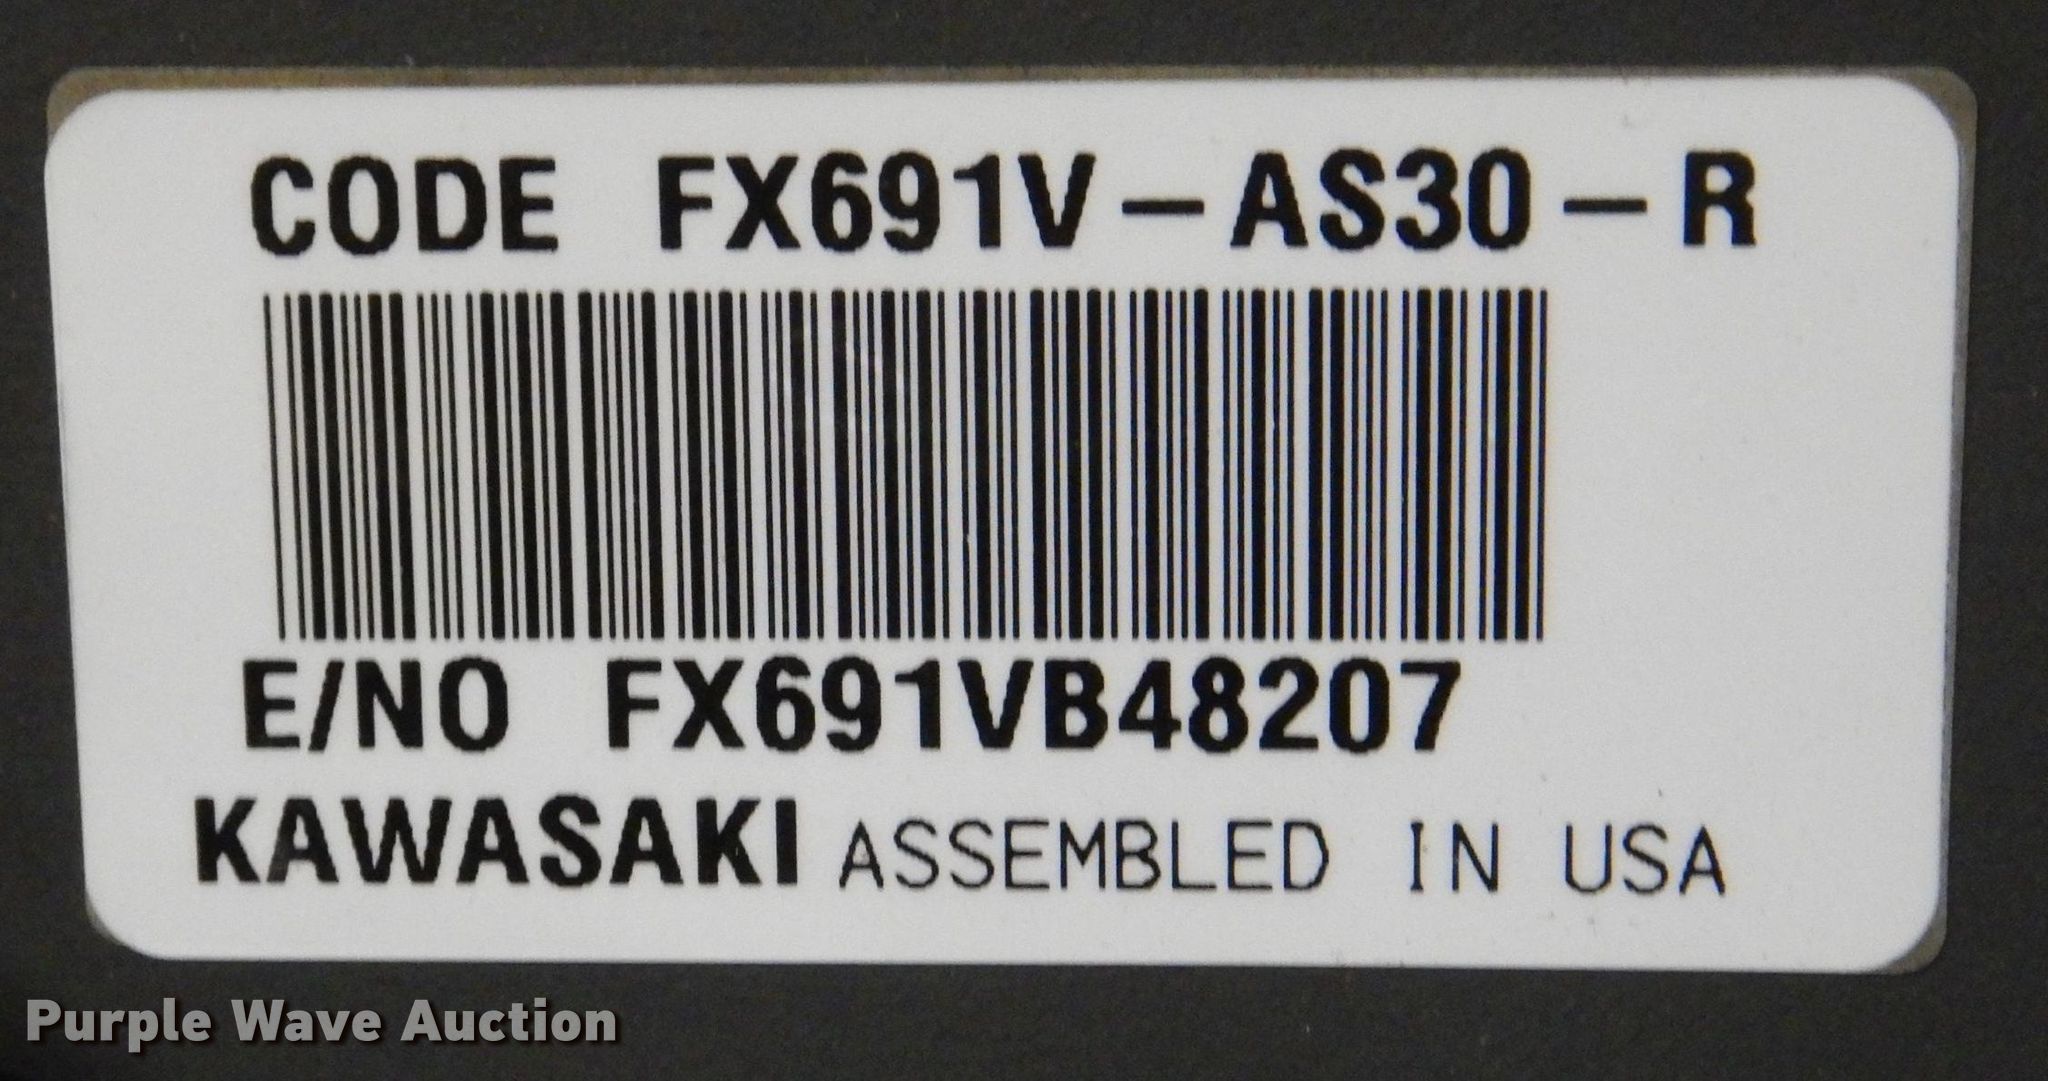 CODE FX691V-AS30-R
E/NO FX691VB48207
KAWASAKI ASSEMBLED IN USA
Purple Wave Auction